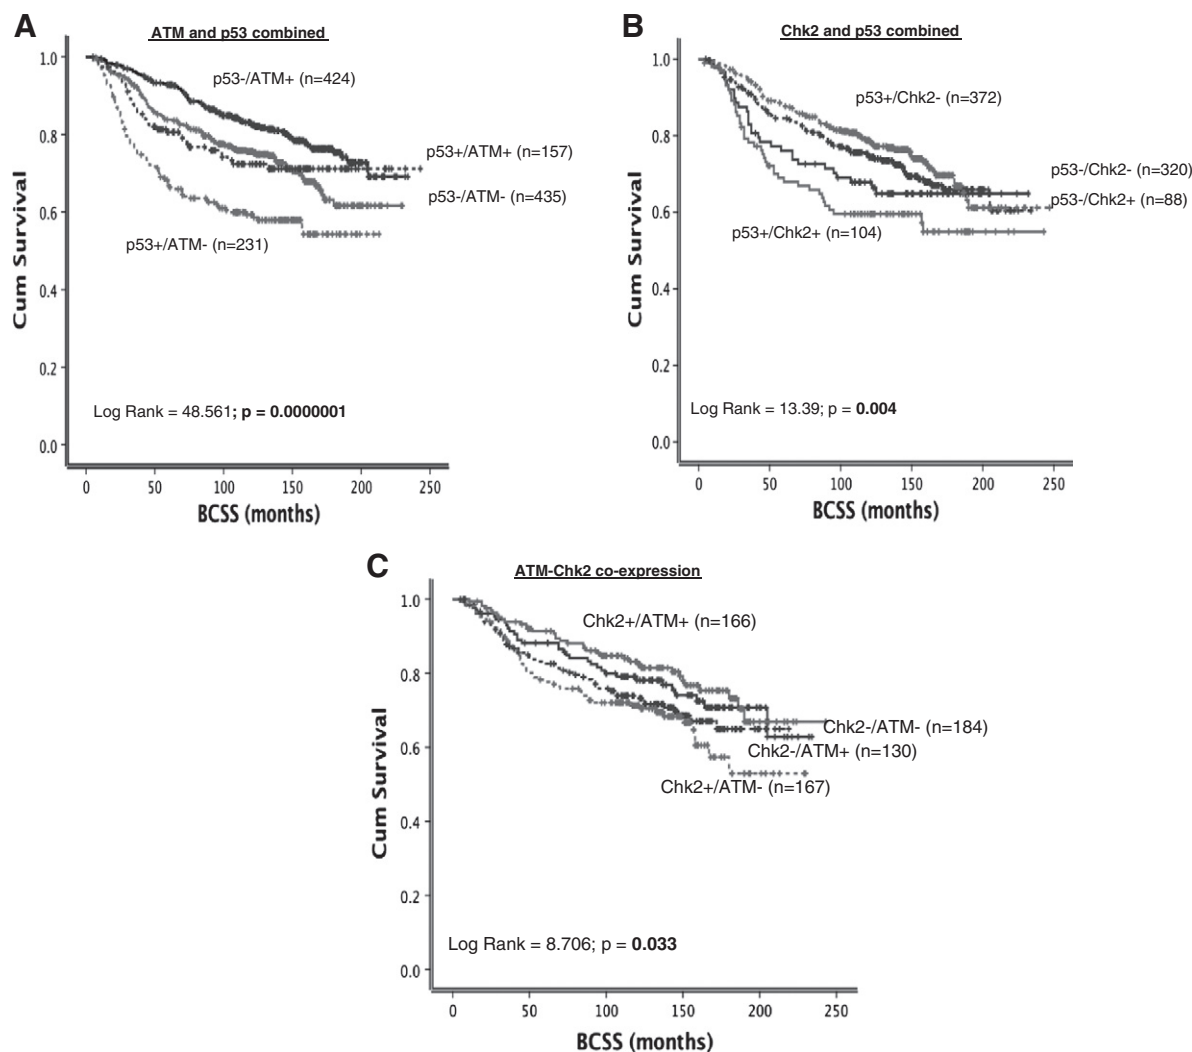 A
ATM and p53 combined
Cum Survival
1.0
0.8
0.6
0.4
0.2
0.0
p53-/ATM+ (n=424)
p53+/ATM+ (n=157)
p53-/ATM- (n=435)
p53+/ATM- (n=231)
Log Rank = 48.561; p = 0.0000001
0 50 100 150 200 250
BCSS (months)
B
Chk2 and p53 combined
Cum Survival
1.0
0.8
0.6
0.4
0.2
0.0
p53+/Chk2- (n=372)
p53-/Chk2- (n=320)
p53-/Chk2+ (n=88)
p53+/Chk2+ (n=104)
Log Rank = 13.39; p = 0.004
0 50 100 150 200 250
BCSS (months)
C
ATM-Chk2 co-expression
Cum Survival
1.0
0.8
0.6
0.4
0.2
0.0
Chk2+/ATM+ (n=166)
Chk2-/ATM- (n=184)
Chk2-/ATM+ (n=130)
Chk2+/ATM- (n=167)
Log Rank = 8.706; p = 0.033
0 50 100 150 200 250
BCSS (months)